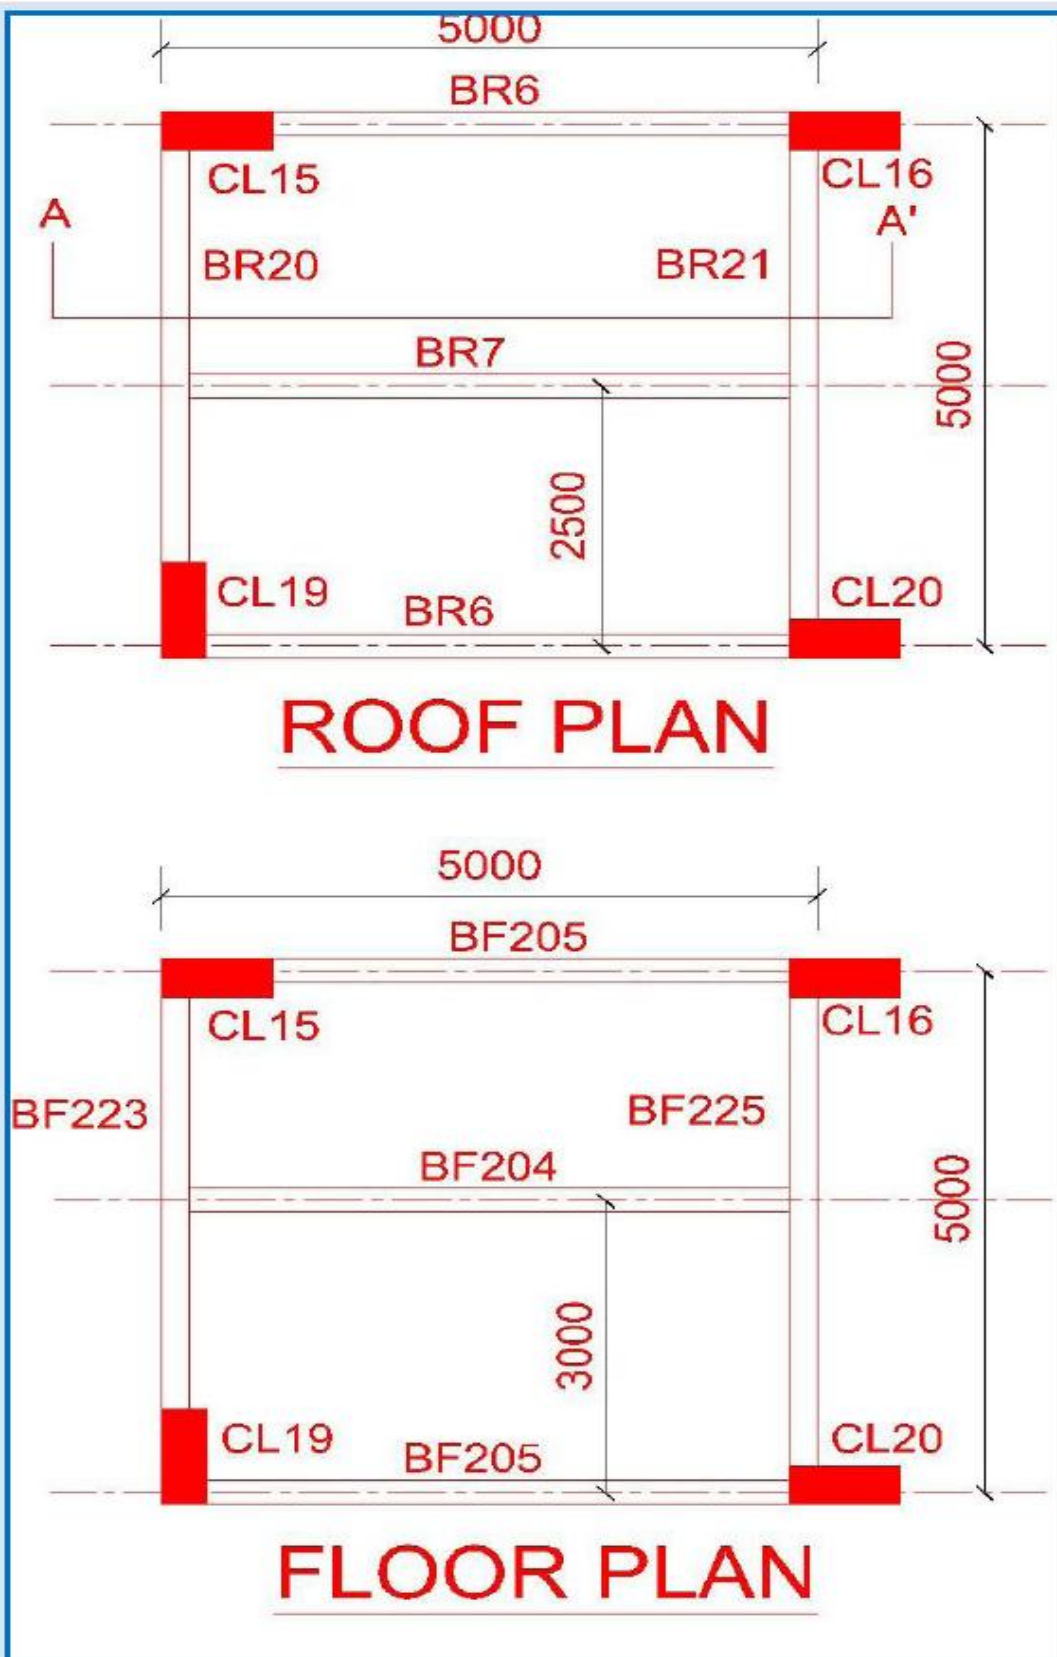 5000
BR6
CL15
CL16
A
A'
BR20
BR21
BR7
5000
2500
CL19
CL20
BR6
ROOF PLAN
5000
BF205
CL15
CL16
BF223
BF225
BF204
5000
3000
CL19
CL20
BF205
FLOOR PLAN